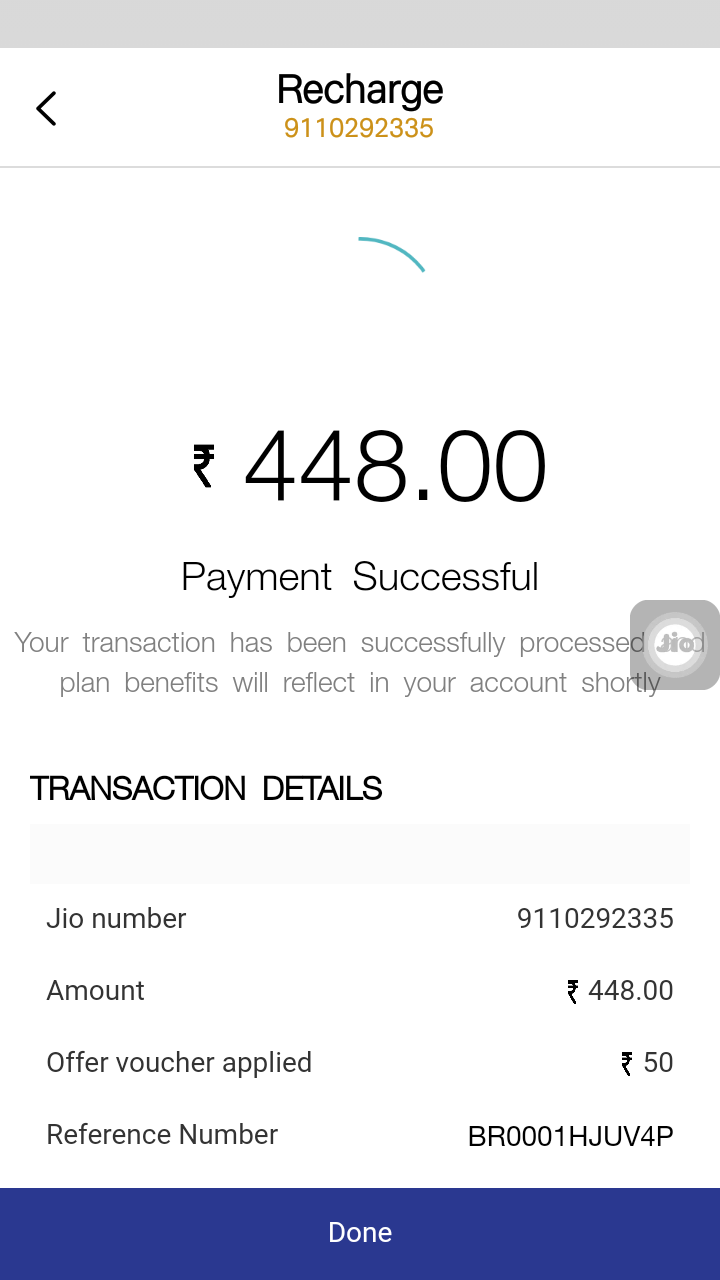 Recharge
9110292335
₹ 448.00
Payment Successful
Your transaction has been successfully processed and
plan benefits will reflect in your account shortly
Jio
TRANSACTION DETAILS
Jio number 9110292335
Amount ₹ 448.00
Offer voucher applied ₹ 50
Reference Number BR0001HJUV4P
Done